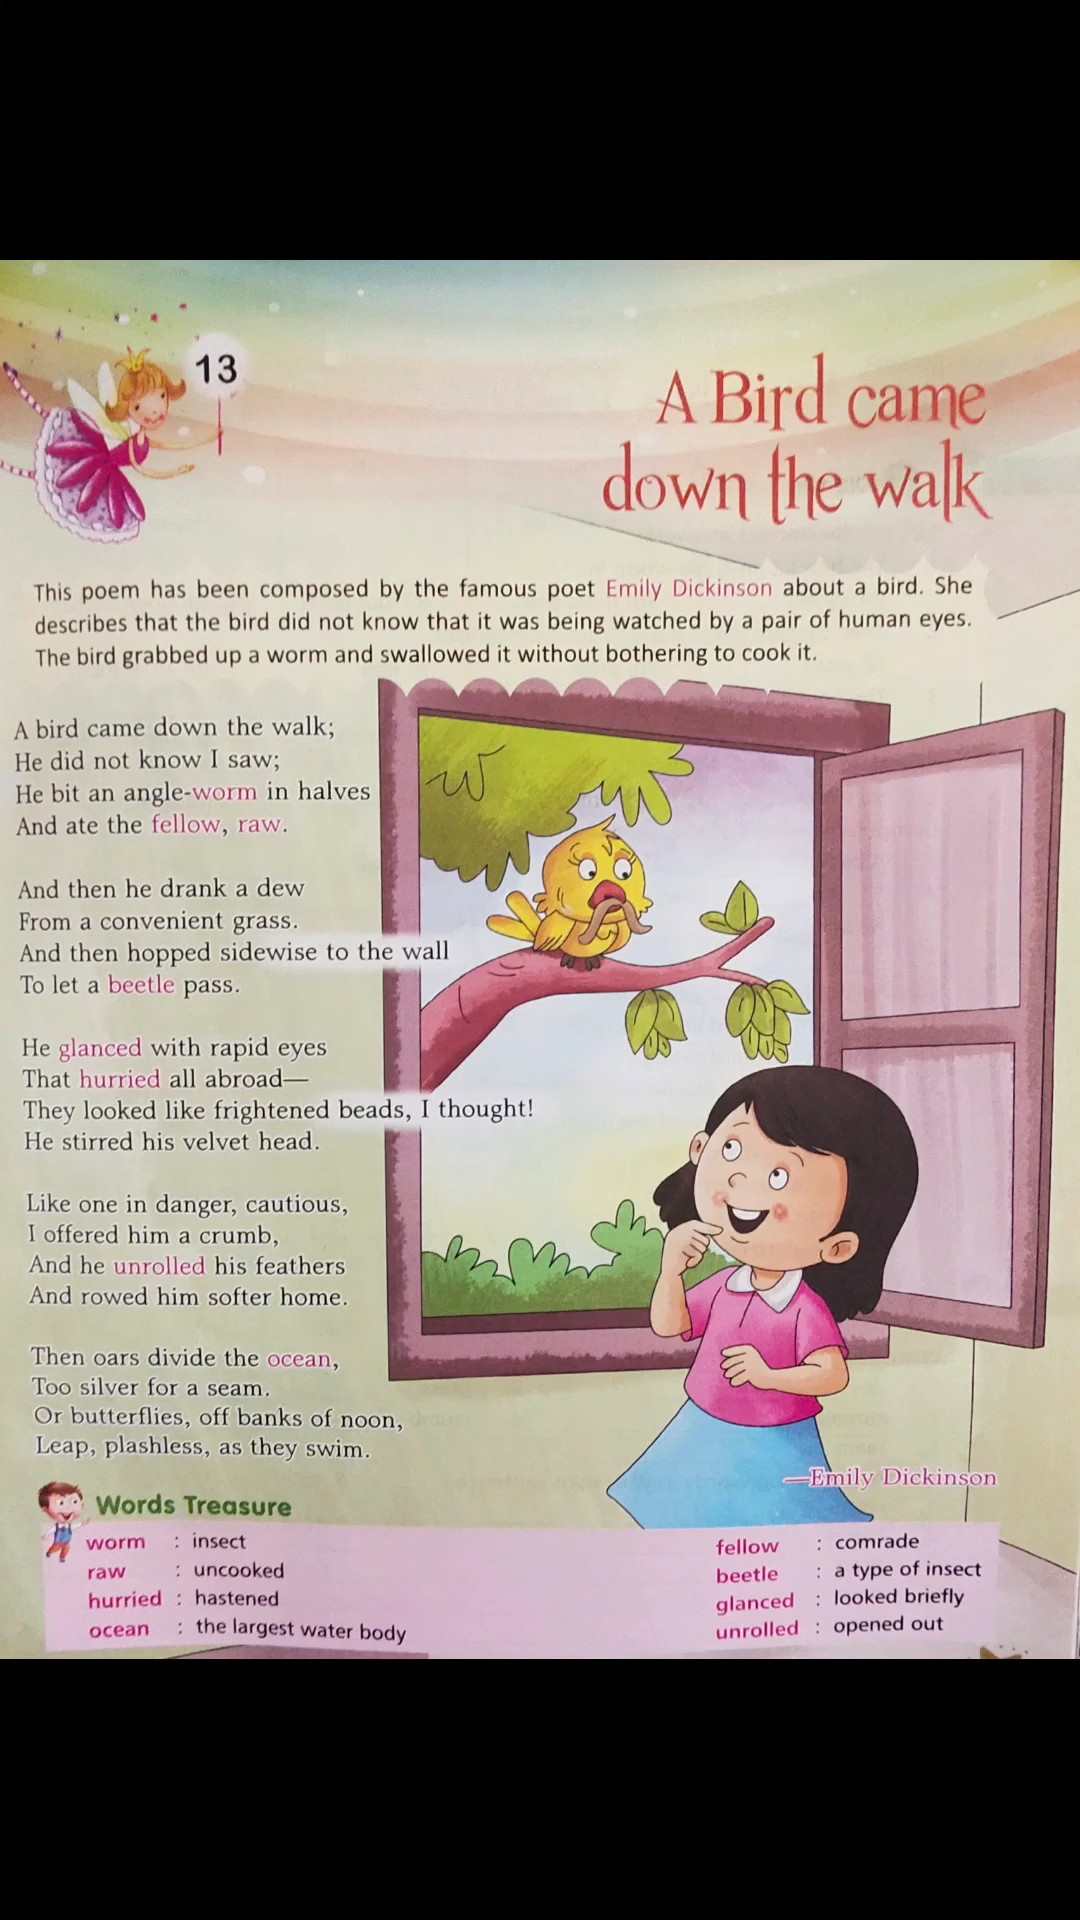 13
A Bird came
down the walk
This poem has been composed by the famous poet Emily Dickinson about a bird. She
describes that the bird did not know that it was being watched by a pair of human eyes.
The bird grabbed up a worm and swallowed it without bothering to cook it.
A bird came down the walk;
He did not know I saw;
He bit an angle-worm in halves
And ate the fellow, raw.
And then he drank a dew
From a convenient grass.
And then hopped sidewise to the wall
To let a beetle pass.
He glanced with rapid eyes
That hurried all abroad—
They looked like frightened beads, I thought!
He stirred his velvet head.
Like one in danger, cautious,
I offered him a crumb,
And he unrolled his feathers
And rowed him softer home.
Then oars divide the ocean,
Too silver for a seam.
Or butterflies, off banks of noon,
Leap, plashless, as they swim.
—Emily Dickinson
Words Treasure
worm : insect
raw : uncooked
hurried : hastened
ocean : the largest water body
fellow : comrade
beetle : a type of insect
glanced : looked briefly
unrolled : opened out